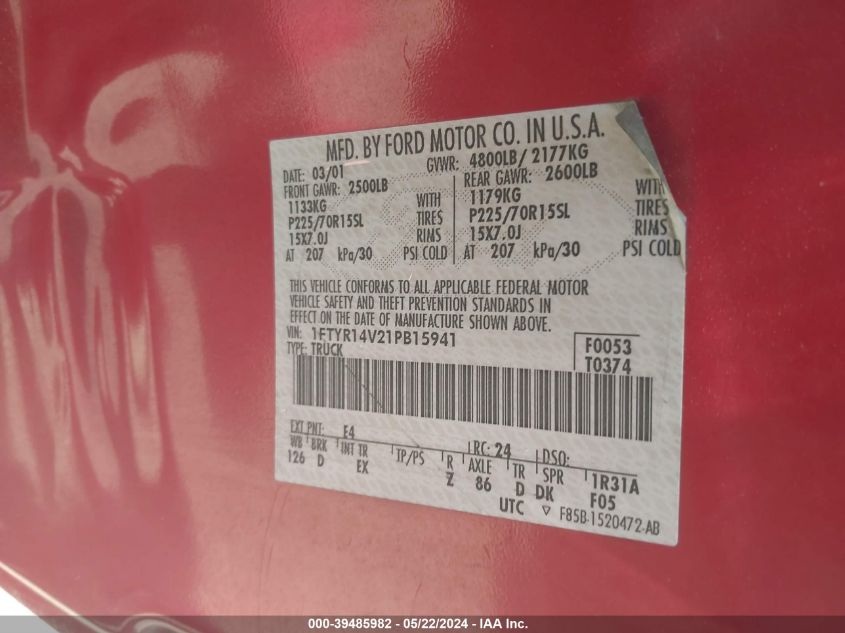 MFD. BY FORD MOTOR CO. IN U.S.A.
DATE: 03/01 GVWR: 4800LB/ 2177KG
FRONT GAWR: 2500LB REAR GAWR: 2600LB
1133KG WITH 1179KG WITH
P225/70R15SL TIRES P225/70R15SL TIRES
15X7.0J RIMS 15X7.0J RIMS
AT 207 kPa/30 PSI COLD AT 207 kPa/30 PSI COLD
THIS VEHICLE CONFORMS TO ALL APPLICABLE FEDERAL MOTOR
VEHICLE SAFETY AND THEFT PREVENTION STANDARDS IN
EFFECT ON THE DATE OF MANUFACTURE SHOWN ABOVE.
VIN: 1FTYR14V21PB15941 F0053
TYPE: TRUCK T0374
EXT PNT: E4 RC: 24 DSO:
WB BRK INT TR TP/PS R AXLE TR SPR 1R31A
126 D EX Z 86 D DK F05
UTC ▽ F85B-1520472-AB
000-39485982 - 05/22/2024 - IAA Inc.